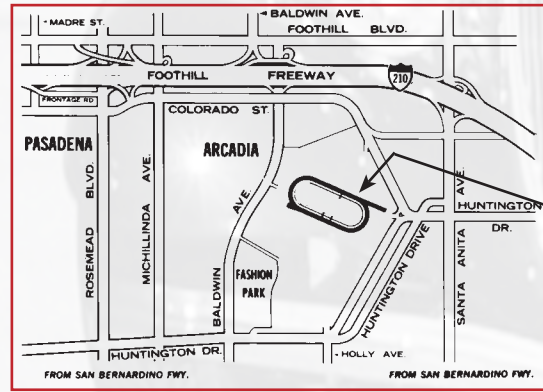 BALDWIN AVE.
MADRE ST.
FOOTHILL BLVD.
FOOTHILL FREEWAY
210
FRONTAGE RD
COLORADO ST.
PASADENA
ARCADIA
ROSEMEAD BLVD.
MICHILLINDA AVE.
BALDWIN AVE.
FASHION
PARK
HUNTINGTON
DR.
HUNTINGTON DRIVE
SANTA ANITA AVE.
HUNTINGTON DR.
HOLLY AVE.
FROM SAN BERNARDINO FWY.
FROM SAN BERNARDINO FWY.